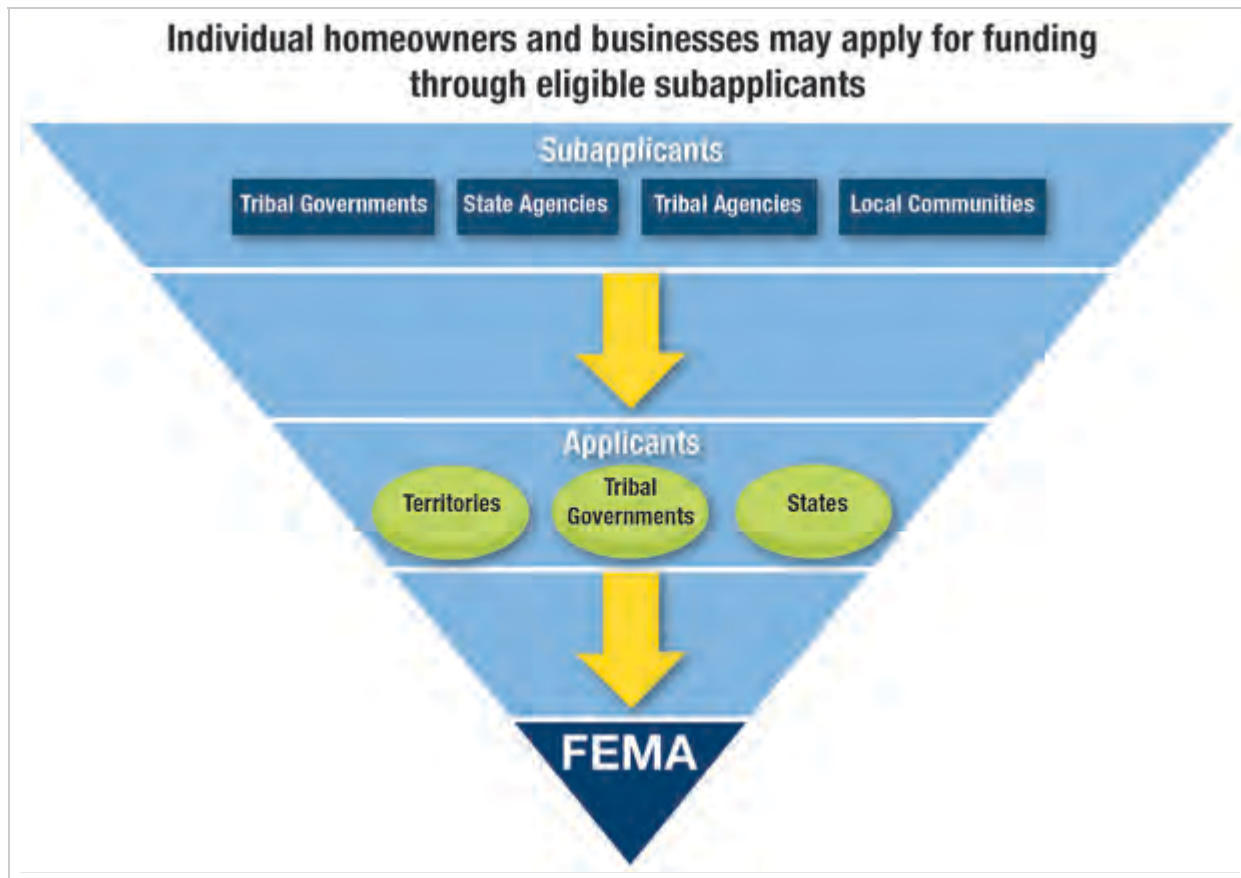 Individual homeowners and businesses may apply for funding
through eligible subapplicants
Subapplicants
Tribal Governments State Agencies Tribal Agencies Local Communities
Applicants
Territories
Tribal
Governments
States
FEMA